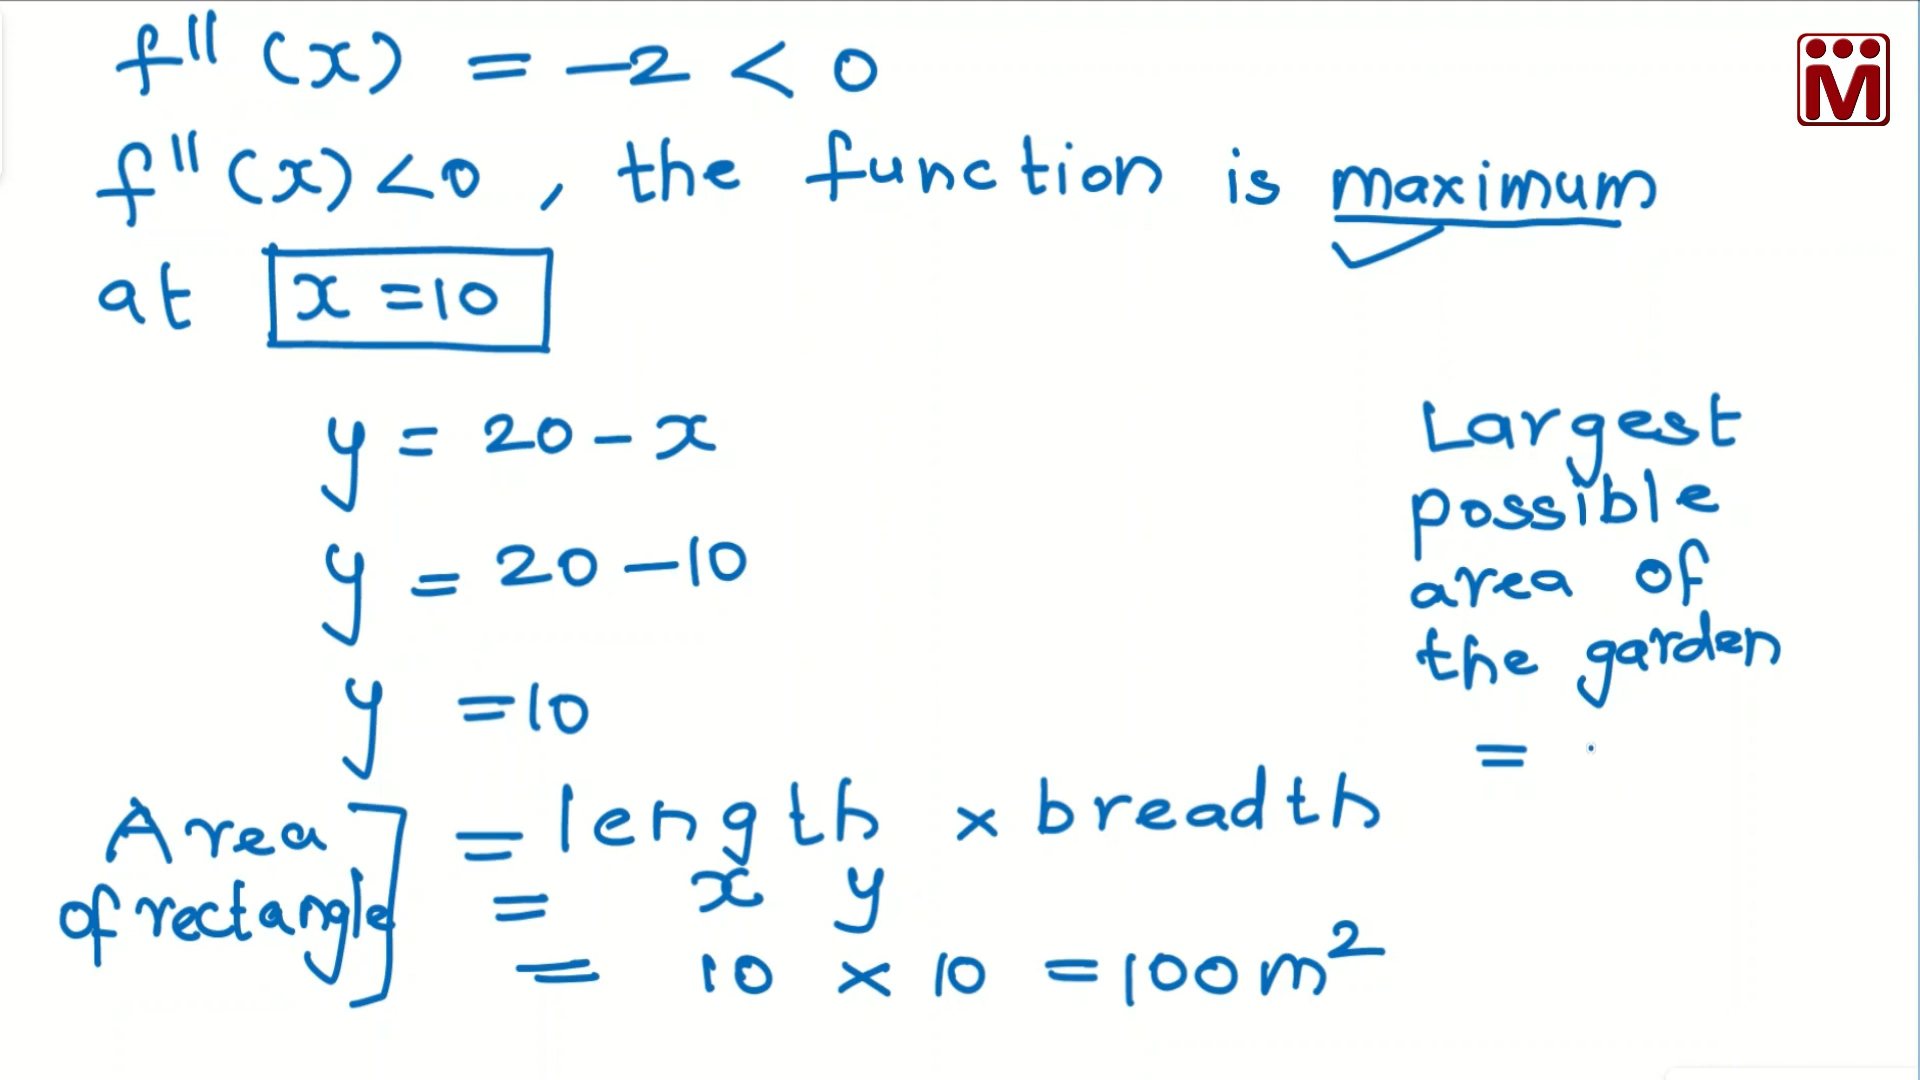 f''(x) = -2 < 0
f''(x) < 0 , the function is maximum
at x = 10
y = 20 - x
y = 20 - 10
y = 10
Area of rectangle ] = length × breadth
= x y
= 10 × 10 = 100 m²
Largest
possible
area of
the garden
=
M